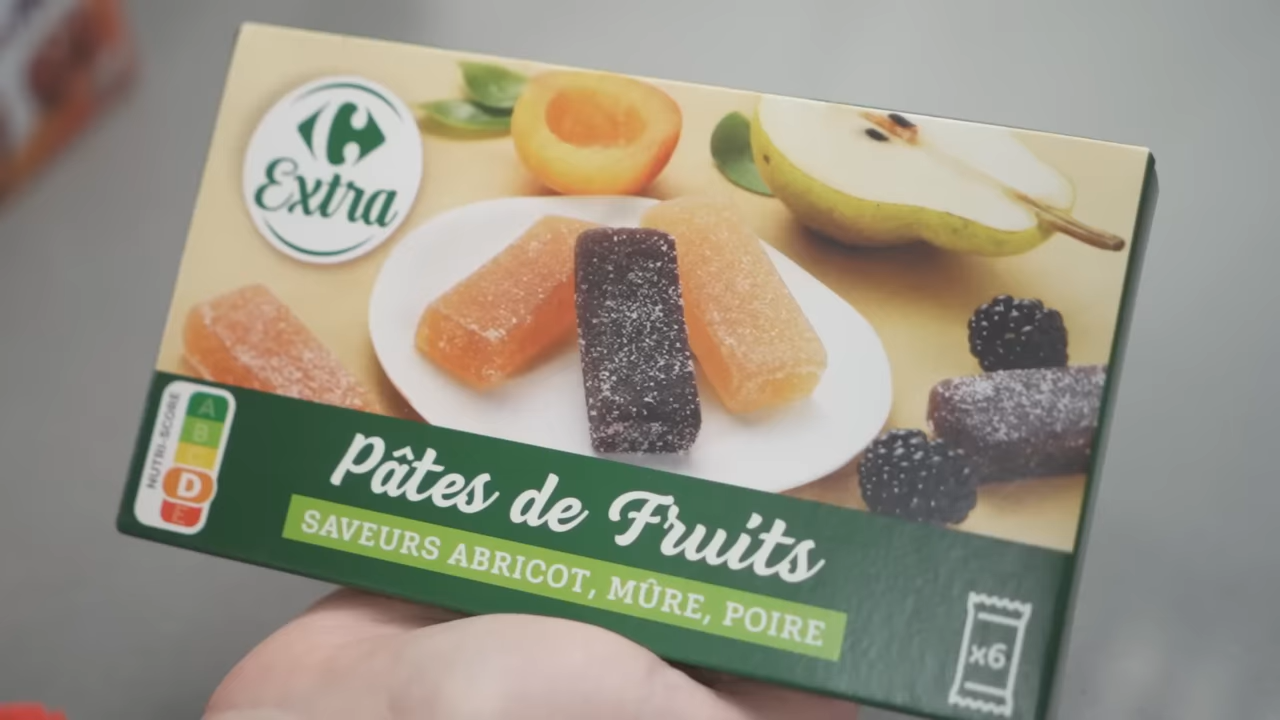 Extra
NUTRI-SCORE
A
B
C
D
E
Pâtes de Fruits
SAVEURS ABRICOT, MÛRE, POIRE
x6